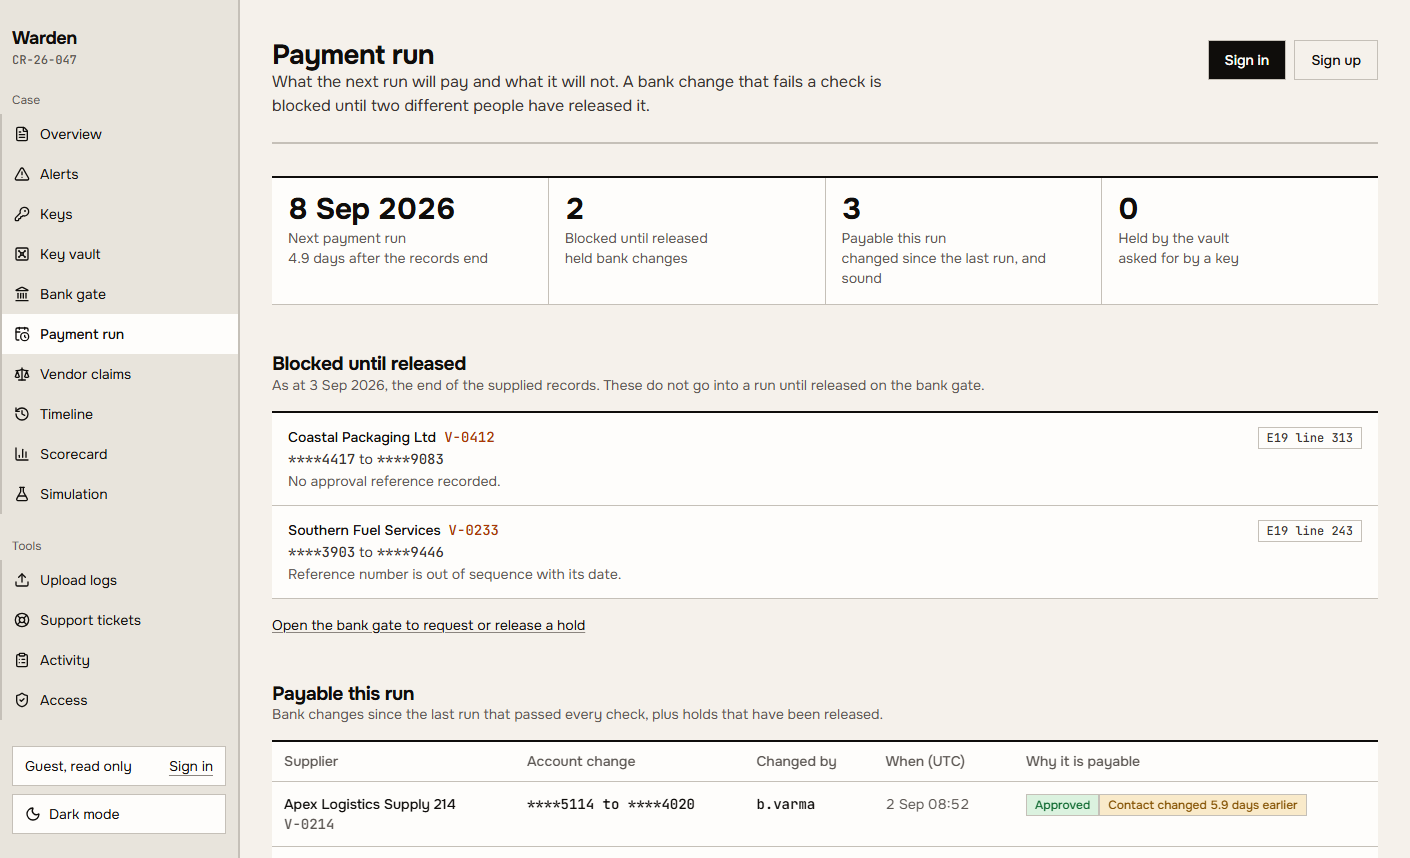 Warden
CR-26-047
Case
Overview
Alerts
Keys
Key vault
Bank gate
Payment run
Vendor claims
Timeline
Scorecard
Simulation
Tools
Upload logs
Support tickets
Activity
Access
Guest, read only Sign in
Dark mode
Payment run
What the next run will pay and what it will not. A bank change that fails a check is
blocked until two different people have released it.
Sign in Sign up
8 Sep 2026
Next payment run
4.9 days after the records end
2
Blocked until released
held bank changes
3
Payable this run
changed since the last run, and
sound
0
Held by the vault
asked for by a key
Blocked until released
As at 3 Sep 2026, the end of the supplied records. These do not go into a run until released on the bank gate.
Coastal Packaging Ltd V-0412 E19 line 313
****4417 to ****9083
No approval reference recorded.
Southern Fuel Services V-0233 E19 line 243
****3903 to ****9446
Reference number is out of sequence with its date.
Open the bank gate to request or release a hold
Payable this run
Bank changes since the last run that passed every check, plus holds that have been released.
Supplier Account change Changed by When (UTC) Why it is payable
Apex Logistics Supply 214 ****5114 to ****4020 b.varma 2 Sep 08:52 Approved Contact changed 5.9 days earlier
V-0214